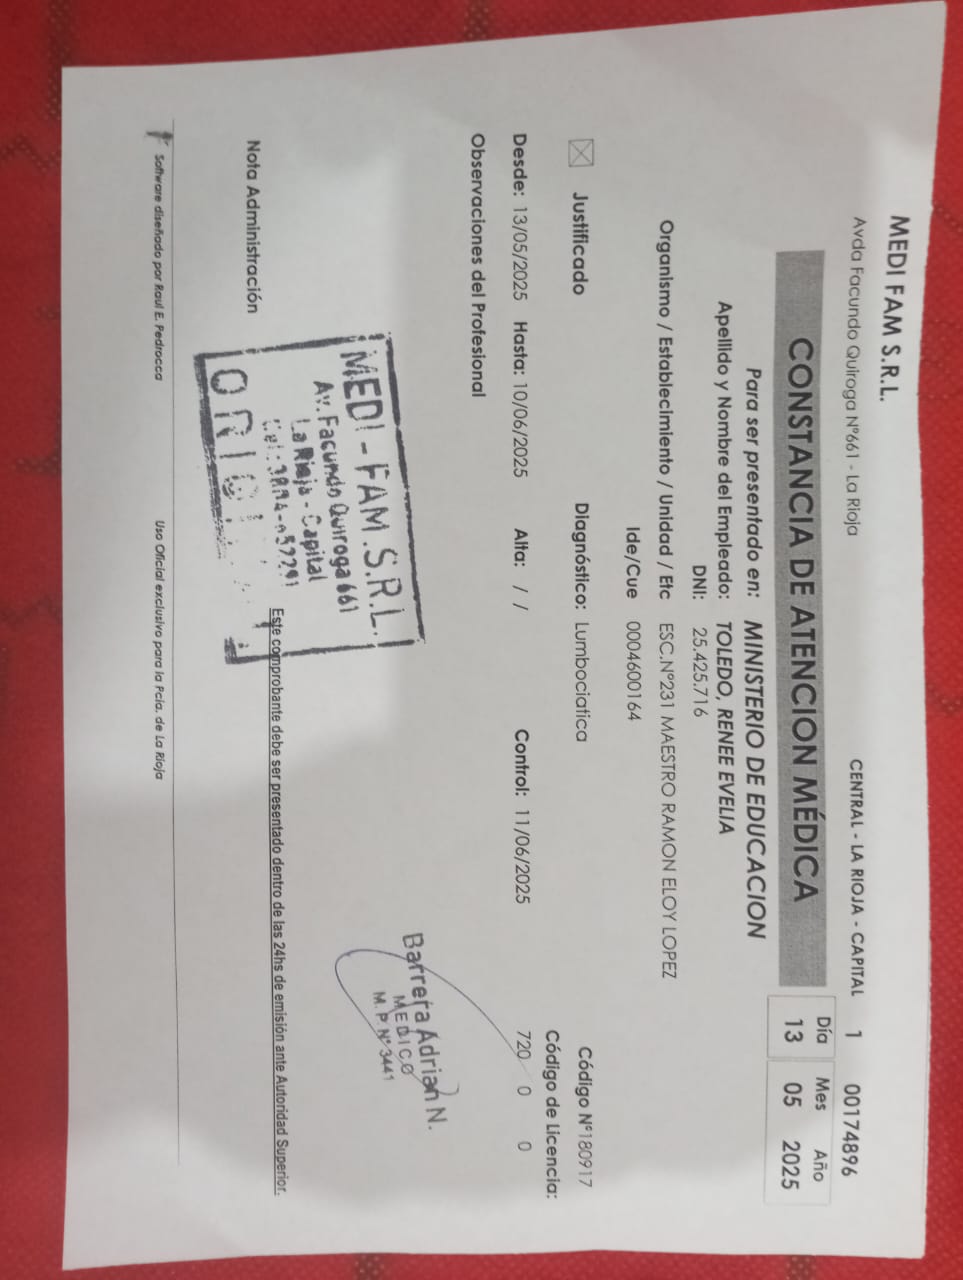 MEDI FAM S.R.L.
Avda Facundo Quiroga N°661 - La Rioja
CENTRAL - LA RIOJA - CAPITAL 1 00174896
CONSTANCIA DE ATENCION MÉDICA
Día Mes Año
13 05 2025
Para ser presentado en: MINISTERIO DE EDUCACION
Apellido y Nombre del Empleado: TOLEDO, RENEE EVELIA
DNI: 25.425.716
Organismo / Establecimiento / Unidad / Etc ESC.N°231 MAESTRO RAMON ELOY LOPEZ
Ide/Cue 0004600164
Justificado Diagnóstico: Lumbociatica Código N°180917
Código de Licencia:
Desde: 13/05/2025 Hasta: 10/06/2025 Alta: / / Control: 11/06/2025 720 0 0
Observaciones del Profesional
Barrera Adrian N.
MEDICO
M.P.N° 3441
MEDI - FAM .S.R.L.
Av. Facundo Quiroga 661
La Rioja - Capital
Nota Administración
Este comprobante debe ser presentado dentro de las 24hs de emisión ante Autoridad Superior.
Software diseñado por Raul E. Pedrocca Uso Oficial exclusivo para la Pcia. de La Rioja